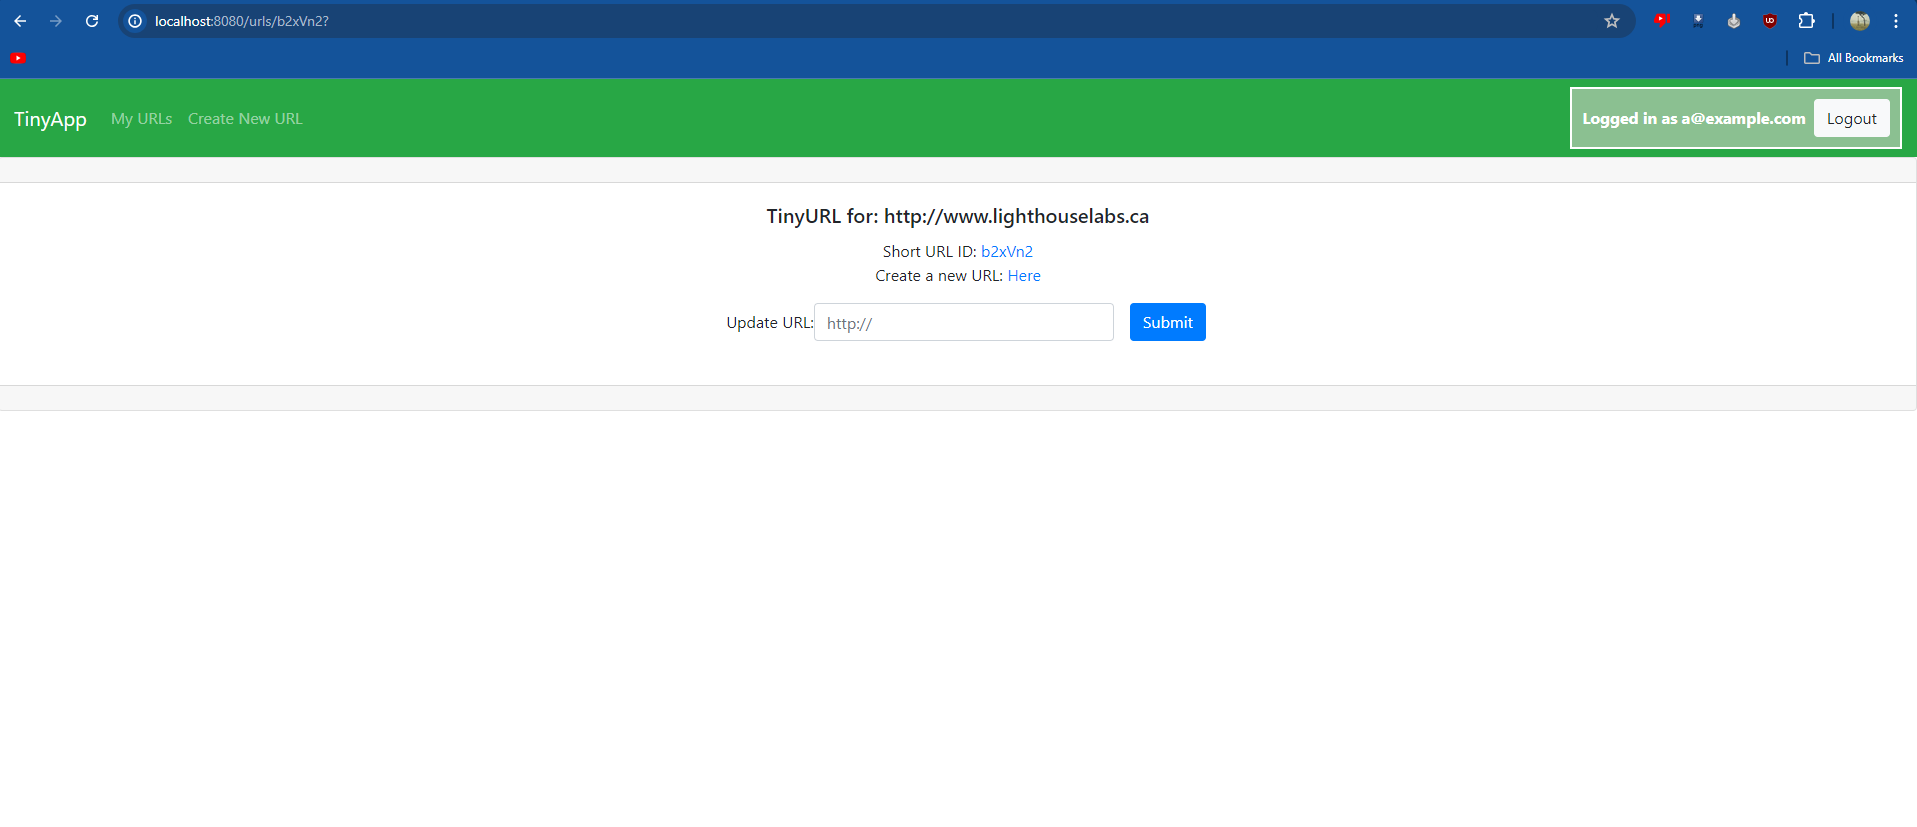 localhost:8080/urls/b2xVn2?
All Bookmarks
TinyApp My URLs Create New URL Logged in as a@example.com Logout
TinyURL for: http://www.lighthouselabs.ca
Short URL ID: b2xVn2
Create a new URL: Here
Update URL: http:// Submit